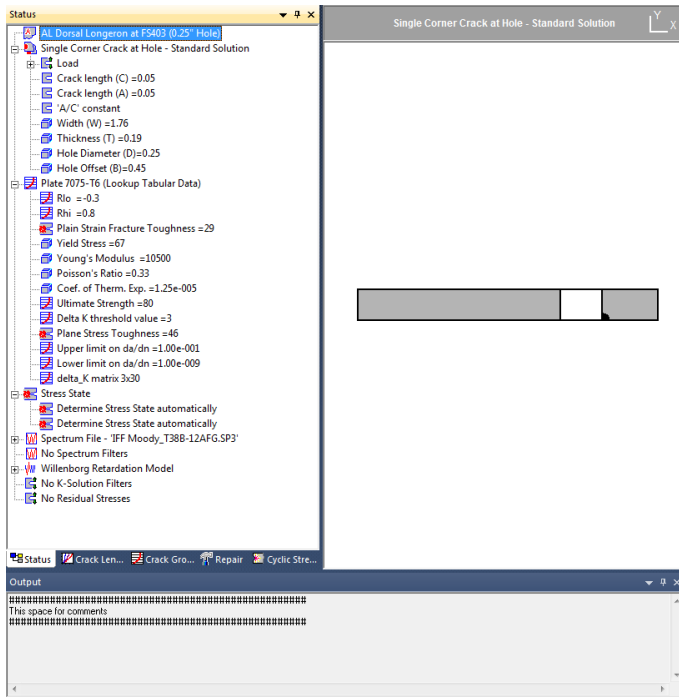 Status
AL Dorsal Longeron at FS403 (0.25" Hole)
Single Corner Crack at Hole - Standard Solution
Load
Crack length (C) =0.05
Crack length (A) =0.05
'A/C' constant
Width (W) =1.76
Thickness (T) =0.19
Hole Diameter (D)=0.25
Hole Offset (B)=0.45
Plate 7075-T6 (Lookup Tabular Data)
Rlo =-0.3
Rhi =0.8
Plain Strain Fracture Toughness =29
Yield Stress =67
Young's Modulus =10500
Poisson's Ratio =0.33
Coef. of Therm. Exp. =1.25e-005
Ultimate Strength =80
Delta K threshold value =3
Plane Stress Toughness =46
Upper limit on da/dn =1.00e-001
Lower limit on da/dn =1.00e-009
delta_K matrix 3x30
Stress State
Determine Stress State automatically
Determine Stress State automatically
Spectrum File - 'IFF Moody_T38B-12AFG.SP3'
No Spectrum Filters
Willenborg Retardation Model
No K-Solution Filters
No Residual Stresses
Status Crack Len... Crack Gro... Repair Cyclic Stre...
Single Corner Crack at Hole - Standard Solution
Y
X
Output
###################################################
This space for comments
###################################################